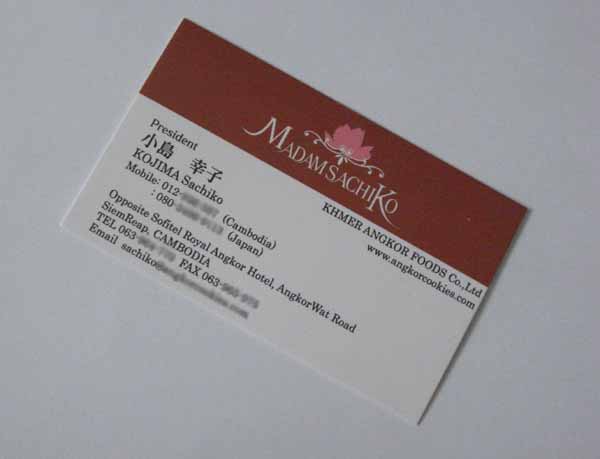 MADAM SACHIKO
KHMER ANGKOR FOODS Co.,Ltd
www.angkorcookies.com
President
小島 幸子
KOJIMA Sachiko
Mobile: 012- (Cambodia)
: 080- (Japan)
Opposite Sofitel Royal Angkor Hotel, AngkorWat Road
SiemReap, CAMBODIA
TEL 063- FAX 063-
Email sachiko